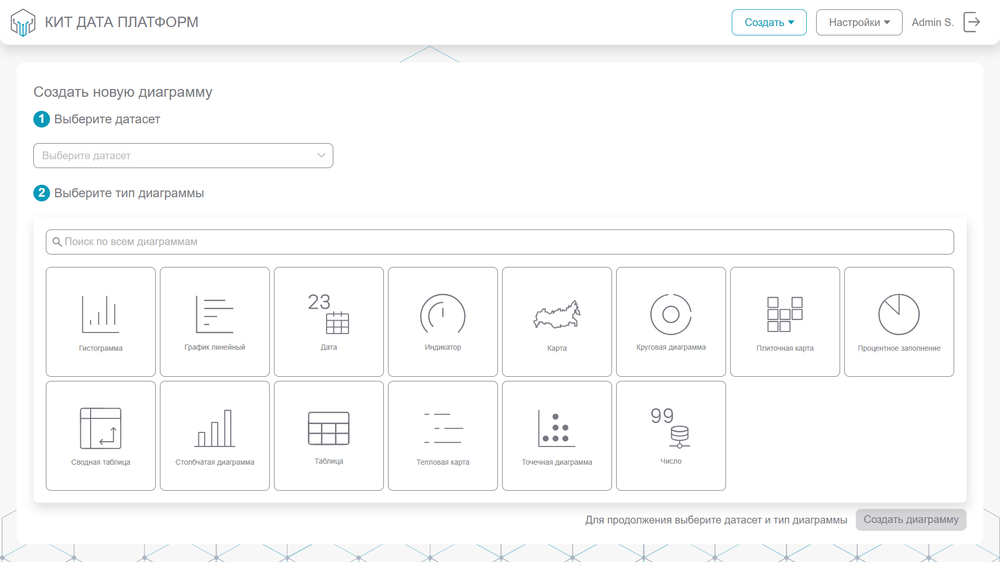 КИТ ДАТА ПЛАТФОРМ
Создать
Настройки
Admin S.
Создать новую диаграмму
1 Выберите датасет
Выберите датасет
2 Выберите тип диаграммы
Поиск по всем диаграммам
23
Гистограмма
График линейный
Дата
Индикатор
Карта
Круговая диаграмма
Плиточная карта
Процентное заполнение
99
Сводная таблица
Столбчатая диаграмма
Таблица
Тепловая карта
Точечная диаграмма
Число
Для продолжения выберите датасет и тип диаграммы
Создать диаграмму